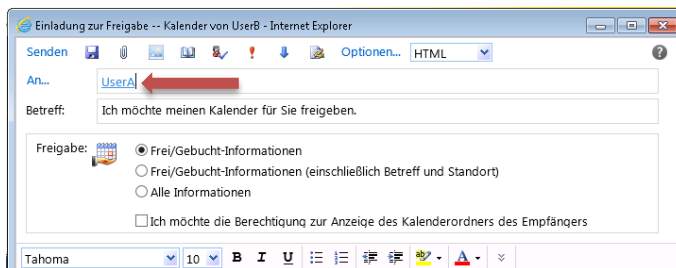 Einladung zur Freigabe -- Kalender von UserB - Internet Explorer
Senden Optionen... HTML
An... UserA
Betreff: Ich möchte meinen Kalender für Sie freigeben.
Freigabe: Frei/Gebucht-Informationen
Frei/Gebucht-Informationen (einschließlich Betreff und Standort)
Alle Informationen
Ich möchte die Berechtigung zur Anzeige des Kalenderordners des Empfängers
Tahoma 10 B I U ab A